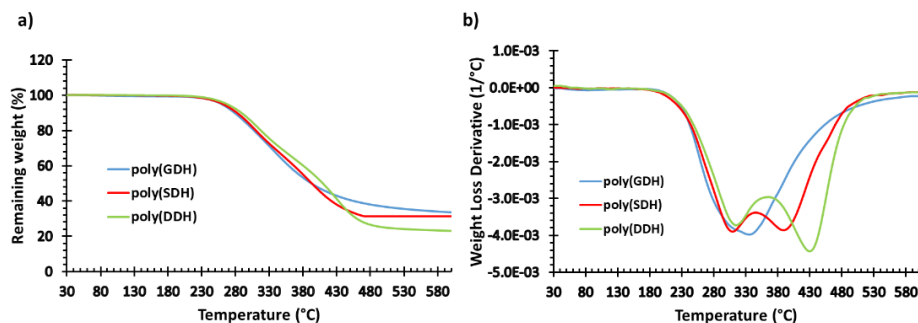 a)
Remaining weight (%)
120
100
80
60
40
20
0
poly(GDH)
poly(SDH)
poly(DDH)
30 80 130 180 230 280 330 380 430 480 530 580
Temperature (°C)
b)
Weight Loss Derivative (1/°C)
1.0E-03
0.0E+00
-1.0E-03
-2.0E-03
-3.0E-03
-4.0E-03
-5.0E-03
poly(GDH)
poly(SDH)
poly(DDH)
30 80 130 180 230 280 330 380 430 480 530 580
Temperature (°C)